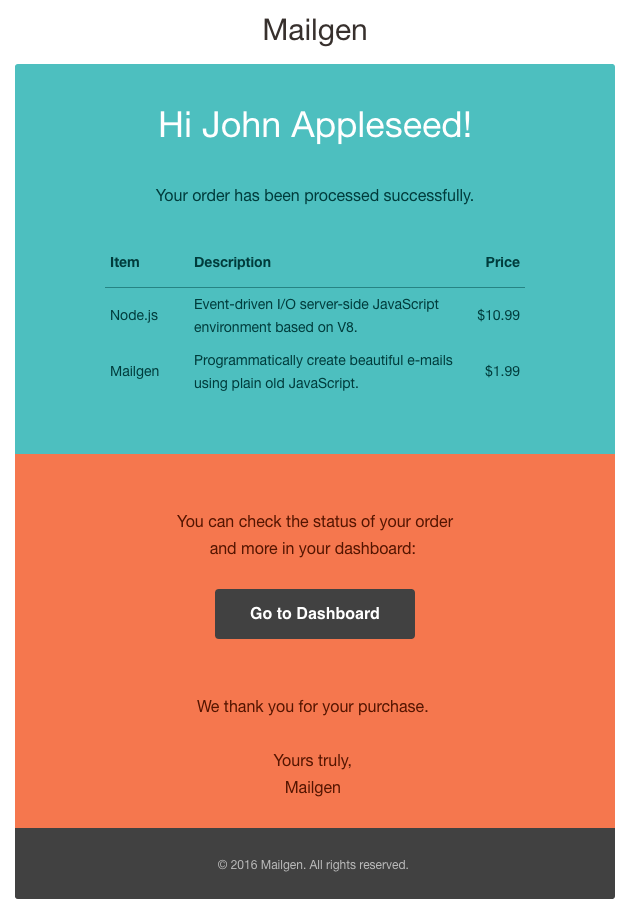 Mailgen
Hi John Appleseed!
Your order has been processed successfully.
Item Description Price
Node.js Event-driven I/O server-side JavaScript environment based on V8. $10.99
Mailgen Programmatically create beautiful e-mails using plain old JavaScript. $1.99
You can check the status of your order
and more in your dashboard:
Go to Dashboard
We thank you for your purchase.
Yours truly,
Mailgen
© 2016 Mailgen. All rights reserved.